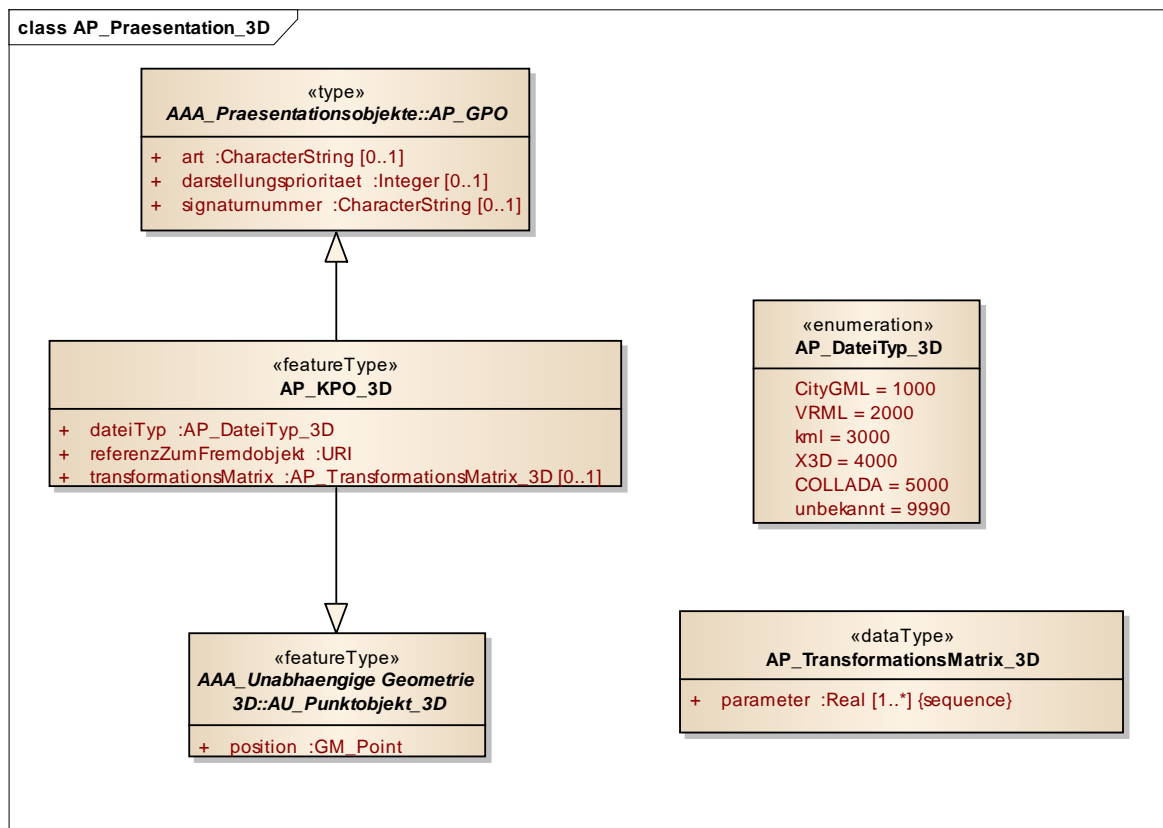 class AP_Praesentation_3D
«type»
AAA_Praesentationsobjekte::AP_GPO
+ art :CharacterString [0..1]
+ darstellungsprioritaet :Integer [0..1]
+ signaturnummer :CharacterString [0..1]
«featureType»
AP_KPO_3D
+ dateiTyp :AP_DateiTyp_3D
+ referenzZumFremdobjekt :URI
+ transformationsMatrix :AP_TransformationsMatrix_3D [0..1]
«featureType»
AAA_Unabhaengige Geometrie
3D::AU_Punktobjekt_3D
+ position :GM_Point
«enumeration»
AP_DateiTyp_3D
CityGML = 1000
VRML = 2000
kml = 3000
X3D = 4000
COLLADA = 5000
unbekannt = 9990
«dataType»
AP_TransformationsMatrix_3D
+ parameter :Real [1..*] {sequence}